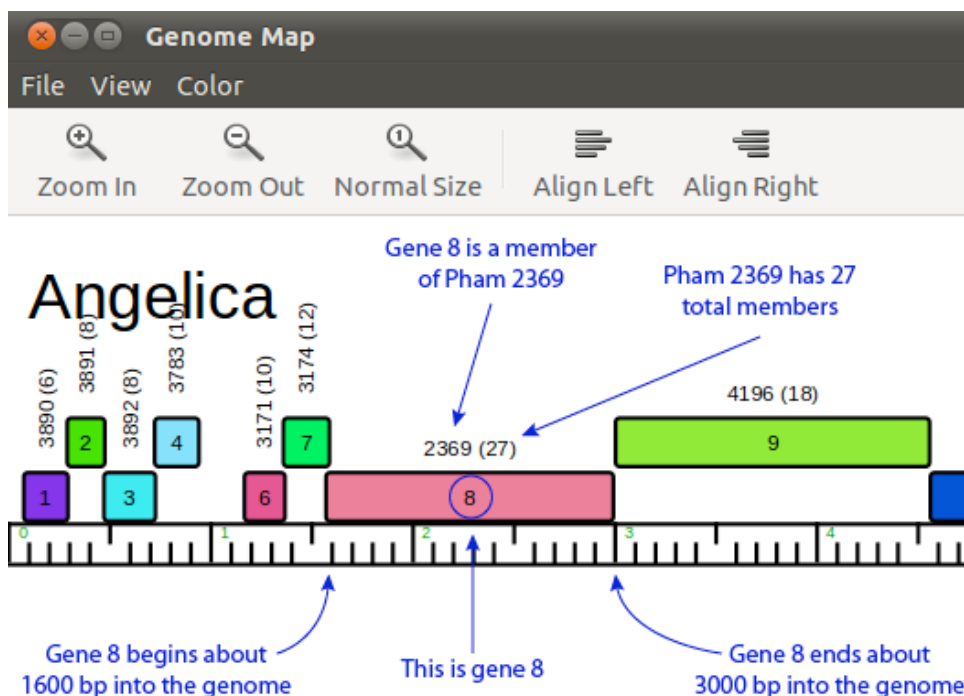 Genome Map
File View Color
Zoom In Zoom Out Normal Size Align Left Align Right
Gene 8 is a member
of Pham 2369
Pham 2369 has 27
total members
Angelica
3890 (6)
3891 (8)
3892 (8)
3783 (10)
3171 (10)
3174 (12)
2369 (27)
4196 (18)
2 4 7 9
1 3 6 8
0 1 2 3 4
Gene 8 begins about
1600 bp into the genome
This is gene 8
Gene 8 ends about
3000 bp into the genome